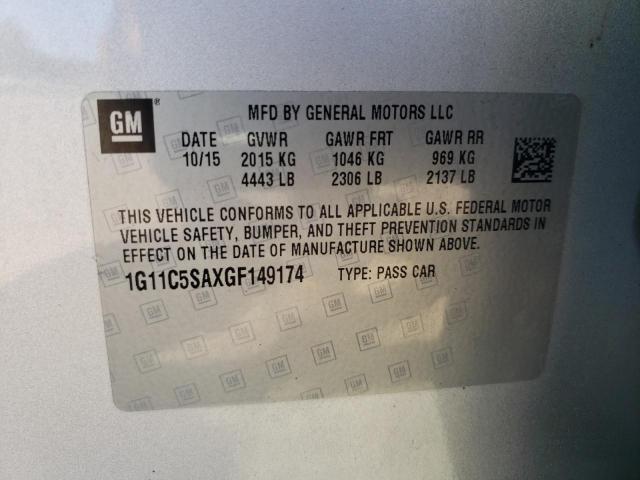 GM
MFD BY GENERAL MOTORS LLC
DATE GVWR GAWR FRT GAWR RR
10/15 2015 KG 1046 KG 969 KG
4443 LB 2306 LB 2137 LB
THIS VEHICLE CONFORMS TO ALL APPLICABLE U.S. FEDERAL MOTOR
VEHICLE SAFETY, BUMPER, AND THEFT PREVENTION STANDARDS IN
EFFECT ON THE DATE OF MANUFACTURE SHOWN ABOVE.
1G11C5SAXGF149174 TYPE: PASS CAR